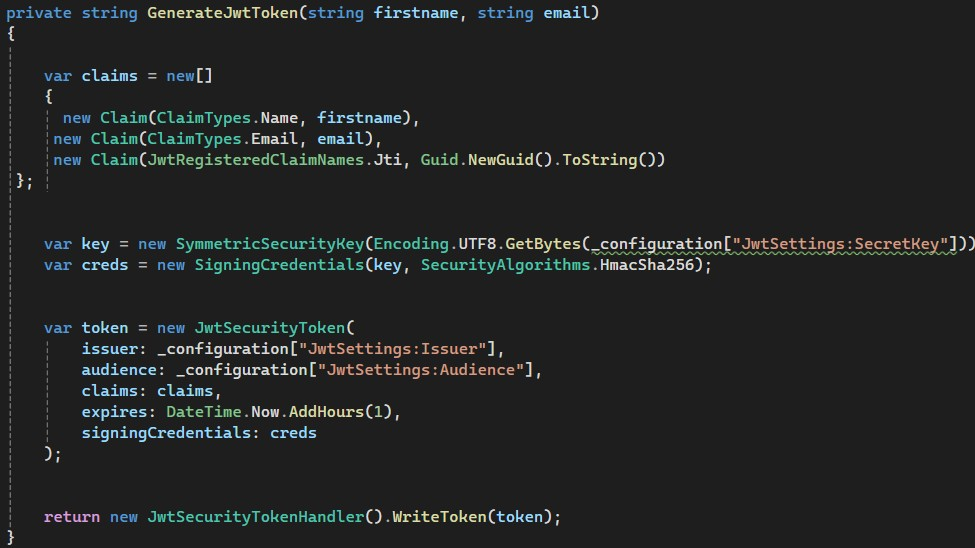 private string GenerateJwtToken(string firstname, string email)
{
var claims = new[]
{
new Claim(ClaimTypes.Name, firstname),
new Claim(ClaimTypes.Email, email),
new Claim(JwtRegisteredClaimNames.Jti, Guid.NewGuid().ToString())
};
var key = new SymmetricSecurityKey(Encoding.UTF8.GetBytes(_configuration["JwtSettings:SecretKey"]))
var creds = new SigningCredentials(key, SecurityAlgorithms.HmacSha256);
var token = new JwtSecurityToken(
issuer: _configuration["JwtSettings:Issuer"],
audience: _configuration["JwtSettings:Audience"],
claims: claims,
expires: DateTime.Now.AddHours(1),
signingCredentials: creds
);
return new JwtSecurityTokenHandler().WriteToken(token);
}